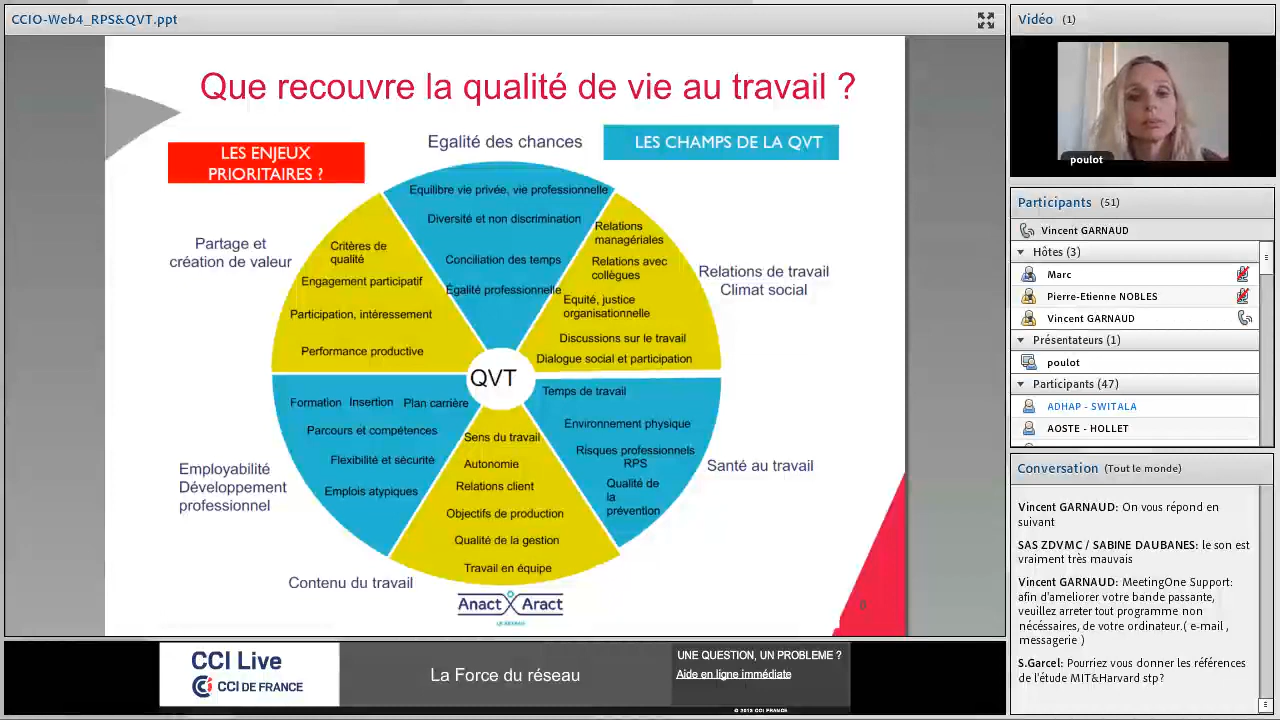 CCIO-Web4_RPS&QVT.ppt
Que recouvre la qualité de vie au travail ?
LES ENJEUX
PRIORITAIRES ?
Egalité des chances
LES CHAMPS DE LA QVT
Equilibre vie privée, vie professionnelle
Diversité et non discrimination
Conciliation des temps
Égalité professionnelle
Relations
managériales
Relations avec
collègues
Equité, justice
organisationnelle
Discussions sur le travail
Dialogue social et participation
Relations de travail
Climat social
Partage et
création de valeur
Critères de
qualité
Engagement participatif
Participation, intéressement
Performance productive
QVT
Formation Insertion Plan carrière
Parcours et compétences
Flexibilité et sécurité
Emplois atypiques
Employabilité
Développement
professionnel
Sens du travail
Autonomie
Relations client
Objectifs de production
Qualité de la gestion
Travail en équipe
Contenu du travail
Temps de travail
Environnement physique
Risques professionnels
RPS
Qualité de
la
prévention
Santé au travail
Anact Aract
6
CCI Live
CCI DE FRANCE
La Force du réseau
UNE QUESTION, UN PROBLEME ?
Aide en ligne immédiate
© 2013 CCI FRANCE
Vidéo (1)
poulot
Participants (51)
Vincent GARNAUD
Hôtes (3)
Marc
Pierre-Etienne NOBLES
Vincent GARNAUD
Présentateurs (1)
poulot
Participants (47)
ADHAP - SWITALA
AOSTE - HOLLET
Conversation (Tout le monde)
Vincent GARNAUD: On vous répond en
suivant
SAS ZDVMC / SABINE DAUBANES: le son est
vraiment très mauvais
Vincent GARNAUD: MeetingOne Support:
afin d'ameliorer votre bande passante,
veuillez arreter tout programme non
nécéssaires, de votre ordinateur.( e-mail ,
messagerie )
S.Garcel: Pourriez vous donner les références
de l'étude MIT&Harvard stp?